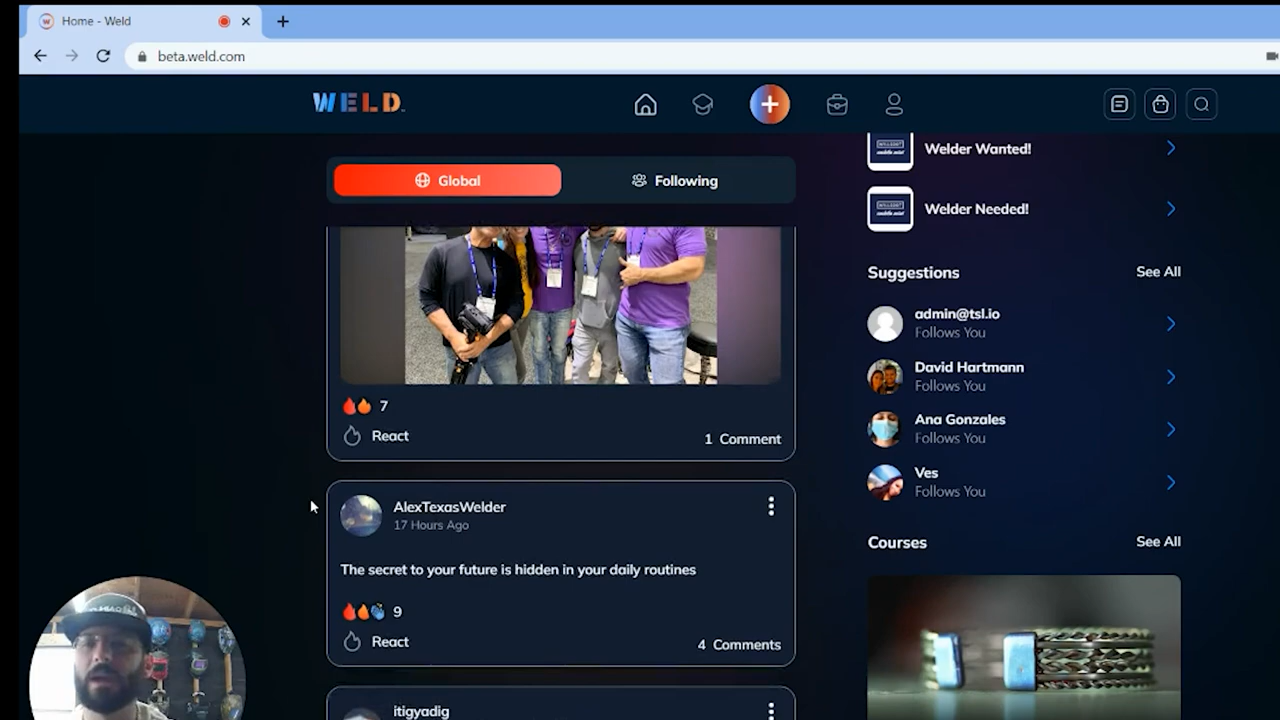 Home - Weld
beta.weld.com
WELD
Global
Following
Welder Wanted!
Welder Needed!
7
React
1 Comment
AlexTexasWelder
17 Hours Ago
The secret to your future is hidden in your daily routines
9
React
4 Comments
itigyadig
Suggestions
See All
admin@tsl.io
Follows You
David Hartmann
Follows You
Ana Gonzales
Follows You
Ves
Follows You
Courses
See All